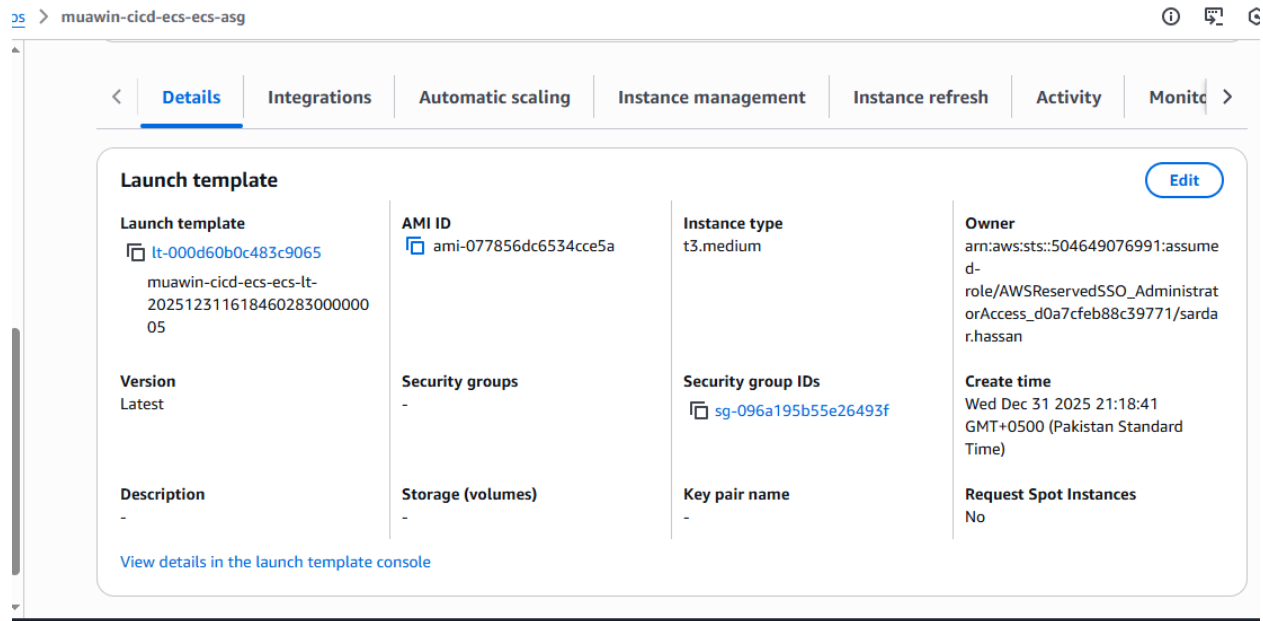 os > muawin-cicd-ecs-ecs-asg
Details
Integrations
Automatic scaling
Instance management
Instance refresh
Activity
Launch template
Edit
Launch template
lt-000d60b0c483c9065
muawin-cicd-ecs-ecs-lt-
202512311618460283000000
05
AMI ID
ami-077856dc6534cce5a
Instance type
t3.medium
Owner
arn:aws:sts::504649076991:assume
d-
role/AWSReservedSSO_Administrat
orAccess_d0a7cfeb88c39771/sarda
r.hassan
Version
Latest
Security groups
-
Security group IDs
sg-096a195b55e26493f
Create time
Wed Dec 31 2025 21:18:41
GMT+0500 (Pakistan Standard
Time)
Description
-
Storage (volumes)
-
Key pair name
-
Request Spot Instances
No
View details in the launch template console